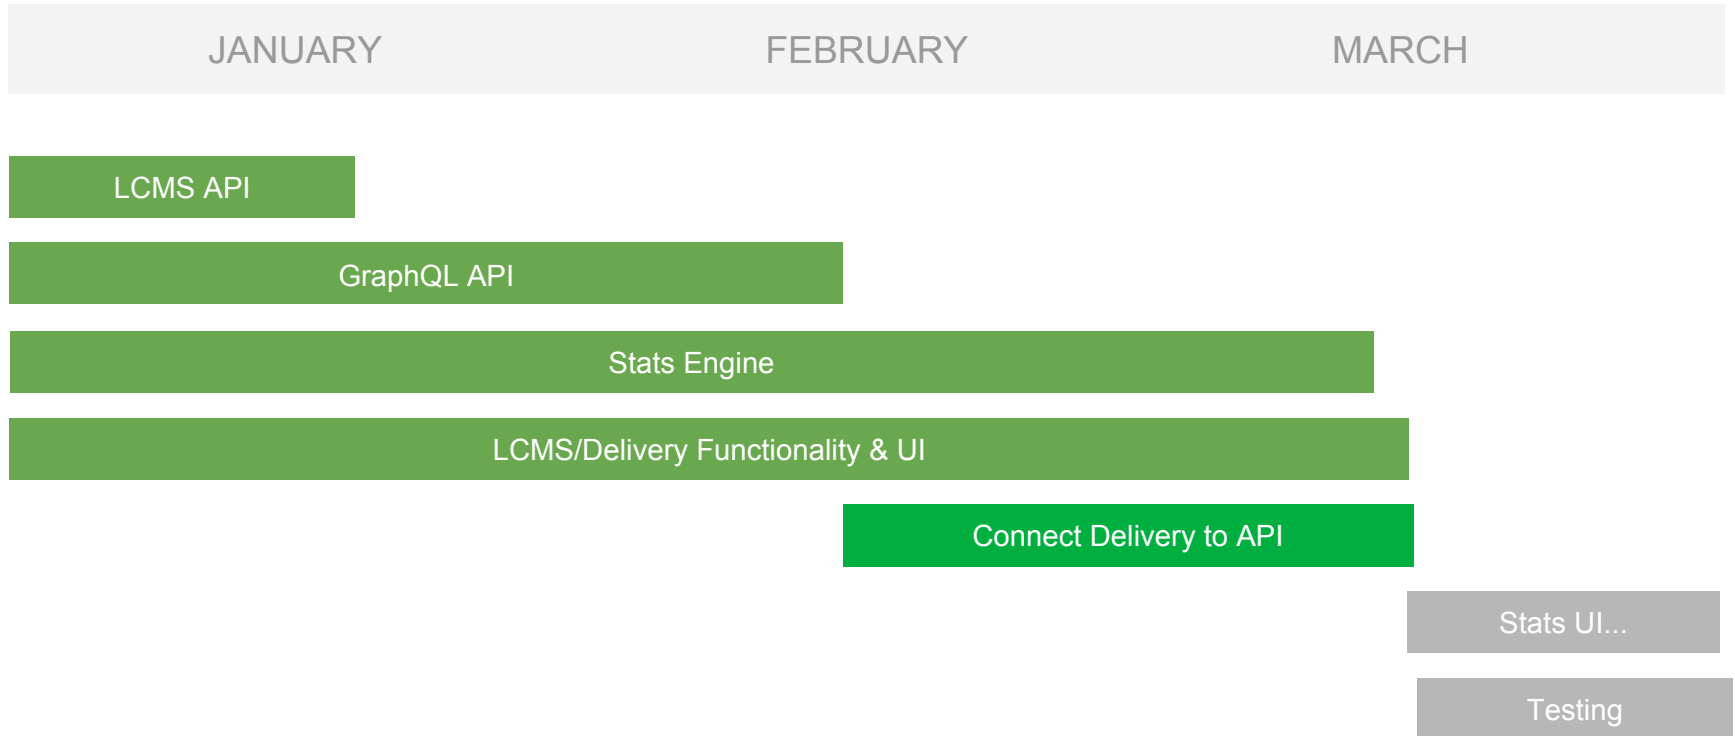 JANUARY FEBRUARY MARCH
LCMS API
GraphQL API
Stats Engine
LCMS/Delivery Functionality & UI
Connect Delivery to API
Stats UI...
Testing